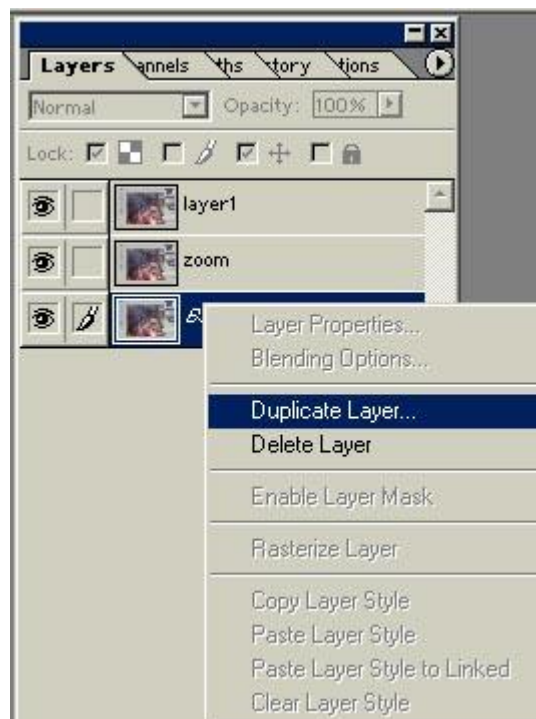 Layers annels ths story tions
Normal Opacity: 100%
Lock:
layer1
zoom
Layer Properties...
Blending Options...
Duplicate Layer...
Delete Layer
Enable Layer Mask
Rasterize Layer
Copy Layer Style
Paste Layer Style
Paste Layer Style to Linked
Clear Layer Style